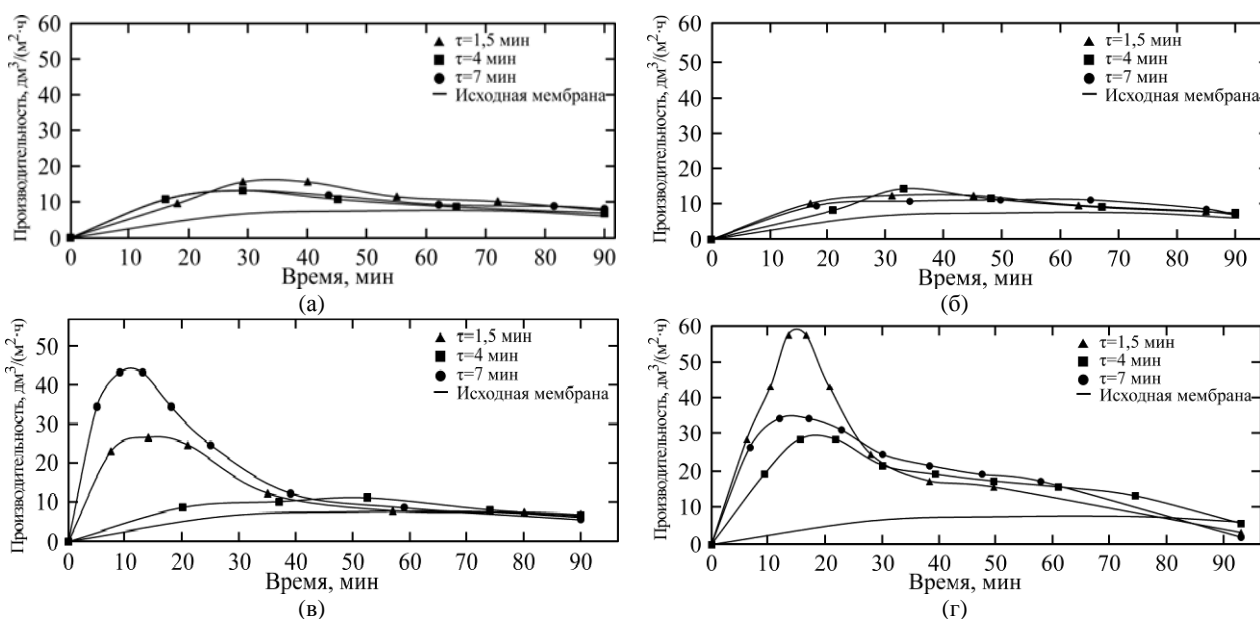 Производительность, дм³/(м²·ч)
60
50
40
30
20
10
0
τ=1,5 мин
τ=4 мин
τ=7 мин
Исходная мембрана
0 10 20 30 40 50 60 70 80 90
Время, мин
(а)
Производительность, дм³/(м²·ч)
60
50
40
30
20
10
0
τ=1,5 мин
τ=4 мин
τ=7 мин
Исходная мембрана
0 10 20 30 40 50 60 70 80 90
Время, мин
(б)
Производительность, дм³/(м²·ч)
50
40
30
20
10
0
τ=1,5 мин
τ=4 мин
τ=7 мин
Исходная мембрана
0 10 20 30 40 50 60 70 80 90
Время, мин
(в)
Производительность, дм³/(м²·ч)
60
50
40
30
20
10
0
τ=1,5 мин
τ=4 мин
τ=7 мин
Исходная мембрана
0 10 20 30 40 50 60 70 80 90
Время, мин
(г)